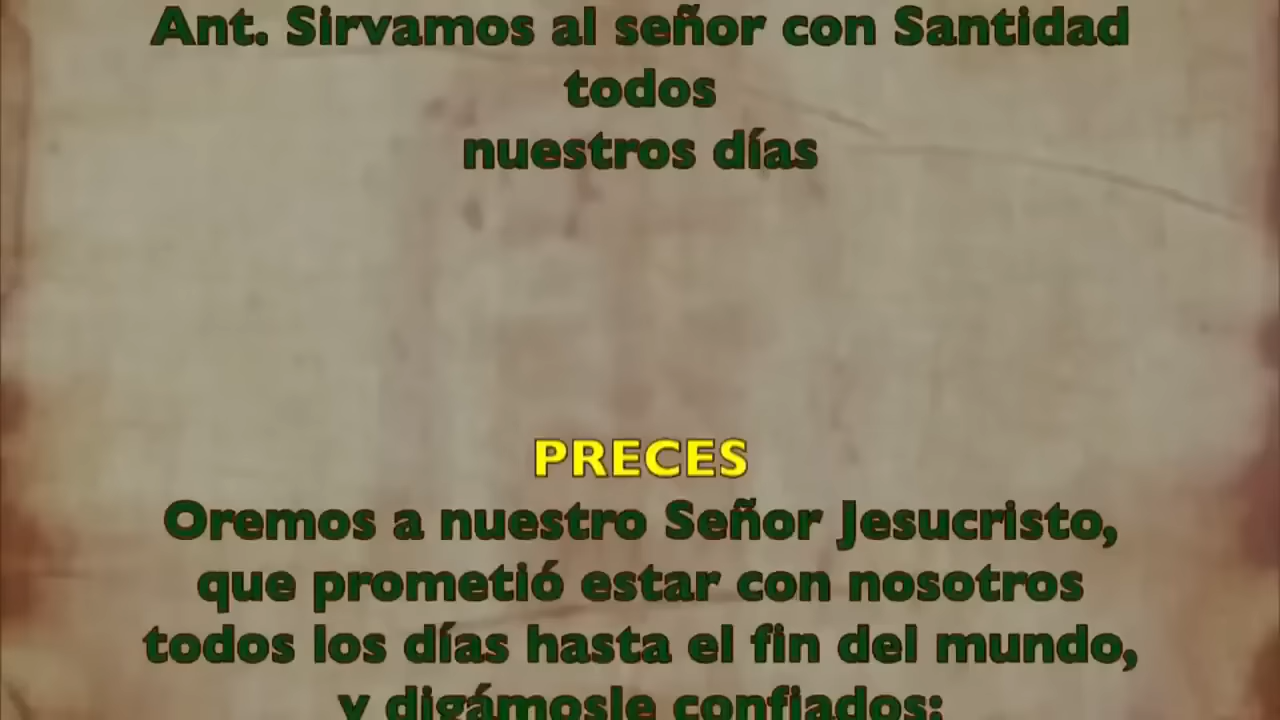 Ant. Sirvamos al señor con Santidad
todos
nuestros días
PRECES
Oremos a nuestro Señor Jesucristo,
que prometió estar con nosotros
todos los días hasta el fin del mundo,
y digámosle confiados: